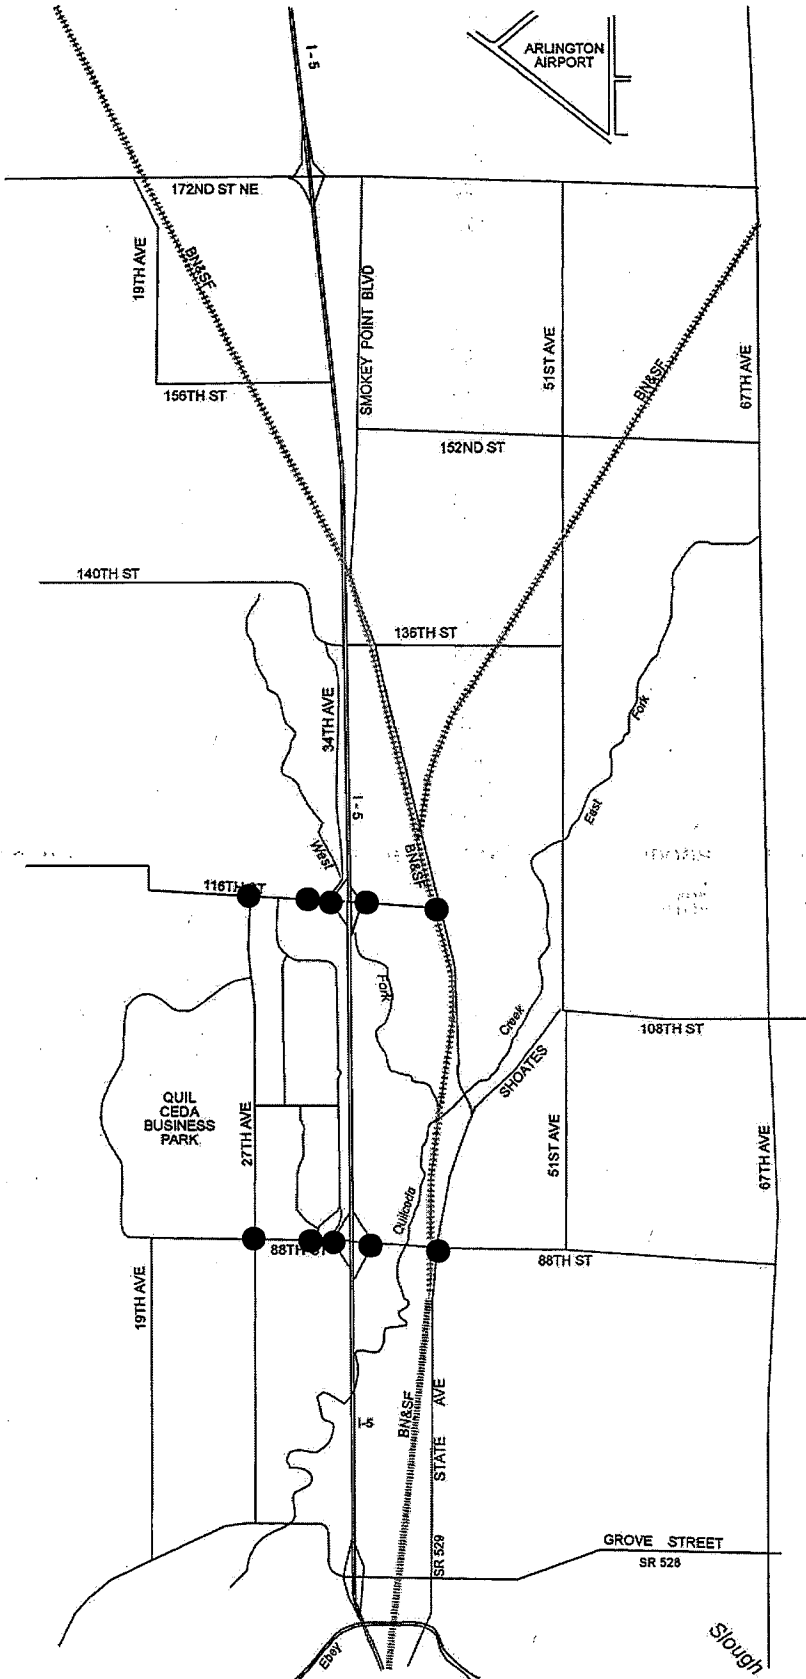 I-5
ARLINGTON
AIRPORT
172ND ST NE
19TH AVE
BN&SF
SMOKEY POINT BLVD
51ST AVE
BN&SF
67TH AVE
156TH ST
152ND ST
140TH ST
136TH ST
34TH AVE
Fork
I-5
East
West
BN&SF
116TH ST
Fork
Creek
108TH ST
SHOATES
QUIL
CEDA
BUSINESS
PARK
27TH AVE
51ST AVE
67TH AVE
Quilceda
88TH ST
88TH ST
19TH AVE
I-5
BN&SF
STATE AVE
SR 529
GROVE STREET
SR 528
Ebey
Slough